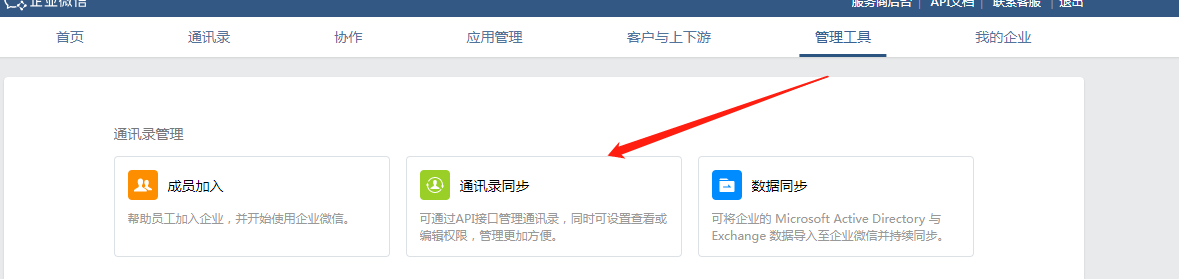 企业微信
服务商后台 | API文档 | 联系客服 | 退出
首页 通讯录 协作 应用管理 客户与上下游 管理工具 我的企业
通讯录管理
成员加入
帮助员工加入企业，并开始使用企业微信。
通讯录同步
可通过API接口管理通讯录，同时可设置查看或
编辑权限，管理更加方便。
数据同步
可将企业的 Microsoft Active Directory 与
Exchange 数据导入至企业微信并持续同步。